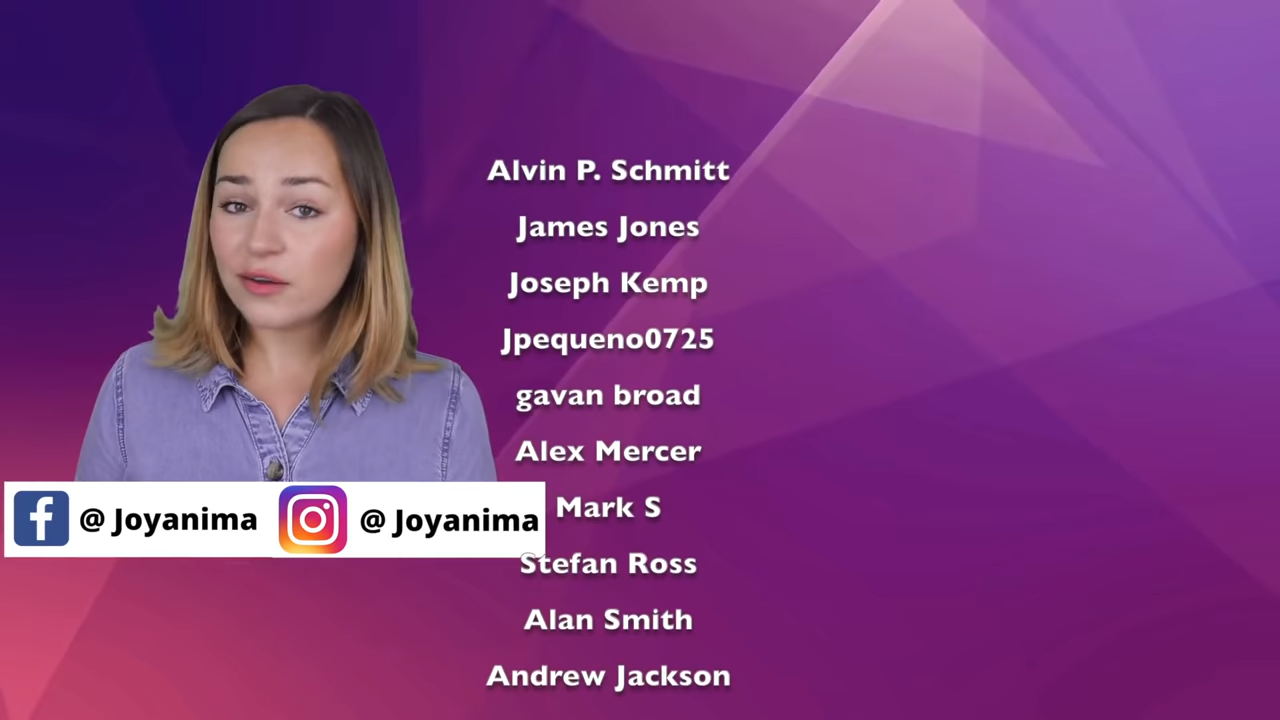 Alvin P. Schmitt
James Jones
Joseph Kemp
Jpequeno0725
gavan broad
Alex Mercer
Mark S
@ Joyanima @ Joyanima
Stefan Ross
Alan Smith
Andrew Jackson